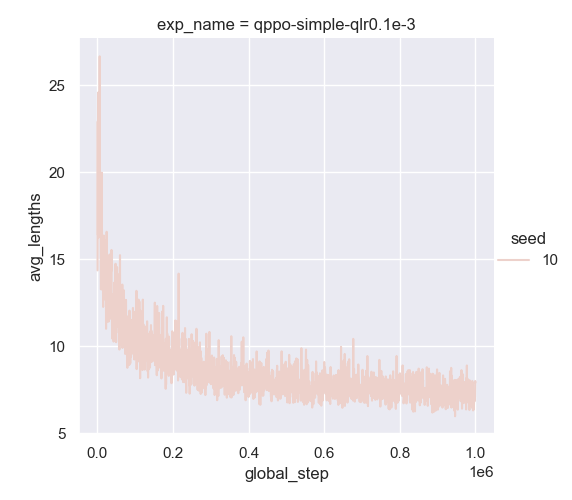 exp_name = qppo-simple-qlr0.1e-3
25
20
15
10
5
avg_lengths
0.0 0.2 0.4 0.6 0.8 1.0
1e6
global_step
seed
10